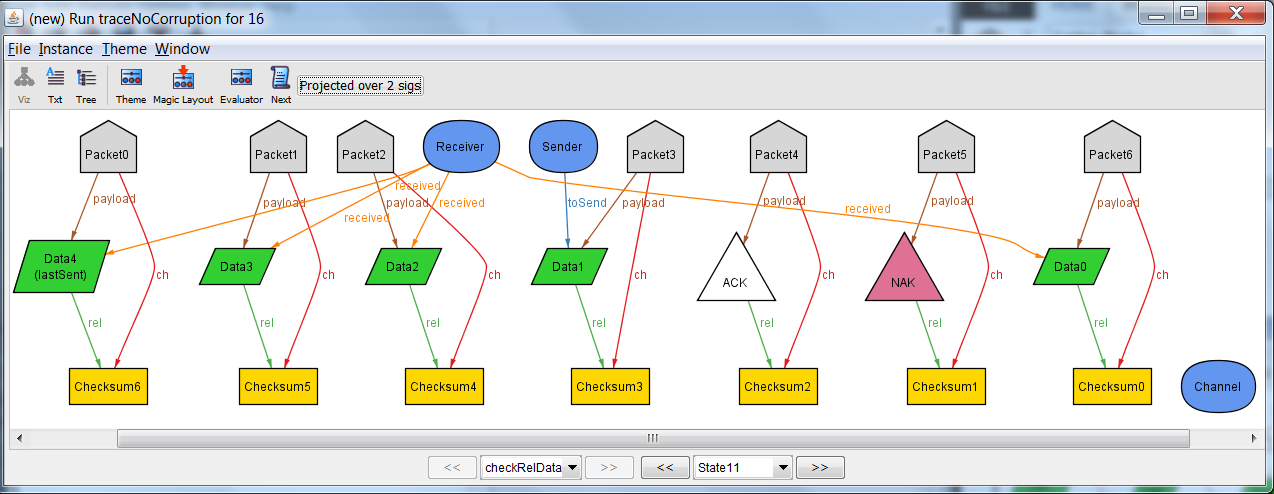 (new) Run traceNoCorruption for 16
File Instance Theme Window
Viz Txt Tree Theme Magic Layout Evaluator Next Projected over 2 sigs
Packet0 Packet1 Packet2 Receiver Sender Packet3 Packet4 Packet5 Packet6
received
payload payload payload received toSend payload payload payload received payload
received
Data4
(lastSent)
Data3 Data2 Data1 ACK NAK Data0
ch ch ch ch ch ch ch
rel rel rel rel rel rel rel
Checksum6 Checksum5 Checksum4 Checksum3 Checksum2 Checksum1 Checksum0 Channel
<< checkRelData >> << State11 >>